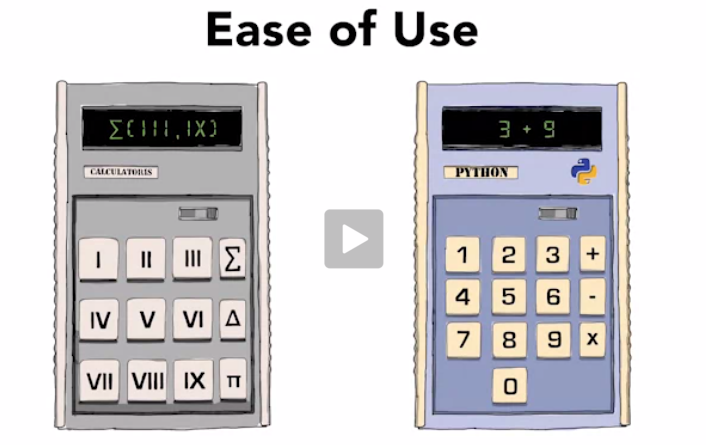 Ease of Use
Σ(III,IX)
CALCULATORIS
I II III Σ
IV V VI Δ
VII VIII IX π
3 + 9
PYTHON
1 2 3 +
4 5 6 -
7 8 9 x
0